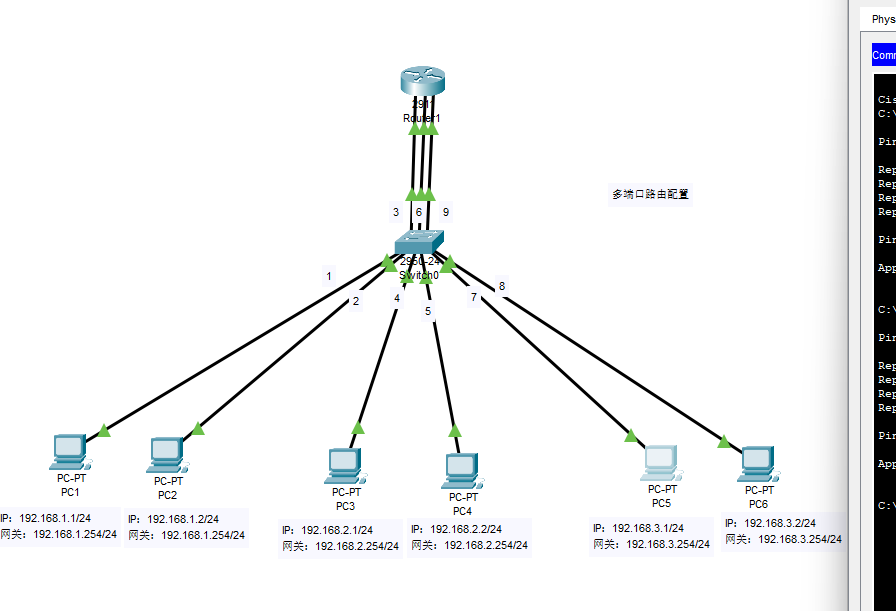 Phys
Comm
2911
Router1
多端口路由配置
3 6 9
2950-24
Switch0
1
2
4
5
7
8
PC-PT
PC1
PC-PT
PC2
PC-PT
PC3
PC-PT
PC4
PC-PT
PC5
PC-PT
PC6
IP: 192.168.1.1/24
网关: 192.168.1.254/24
IP: 192.168.1.2/24
网关: 192.168.1.254/24
IP: 192.168.2.1/24
网关: 192.168.2.254/24
IP: 192.168.2.2/24
网关: 192.168.2.254/24
IP: 192.168.3.1/24
网关: 192.168.3.254/24
IP: 192.168.3.2/24
网关: 192.168.3.254/24
Cis
C:\
Pin
Rep
Rep
Rep
Rep
Pin
App
C:\
Pin
Rep
Rep
Rep
Rep
Pin
App
C:\